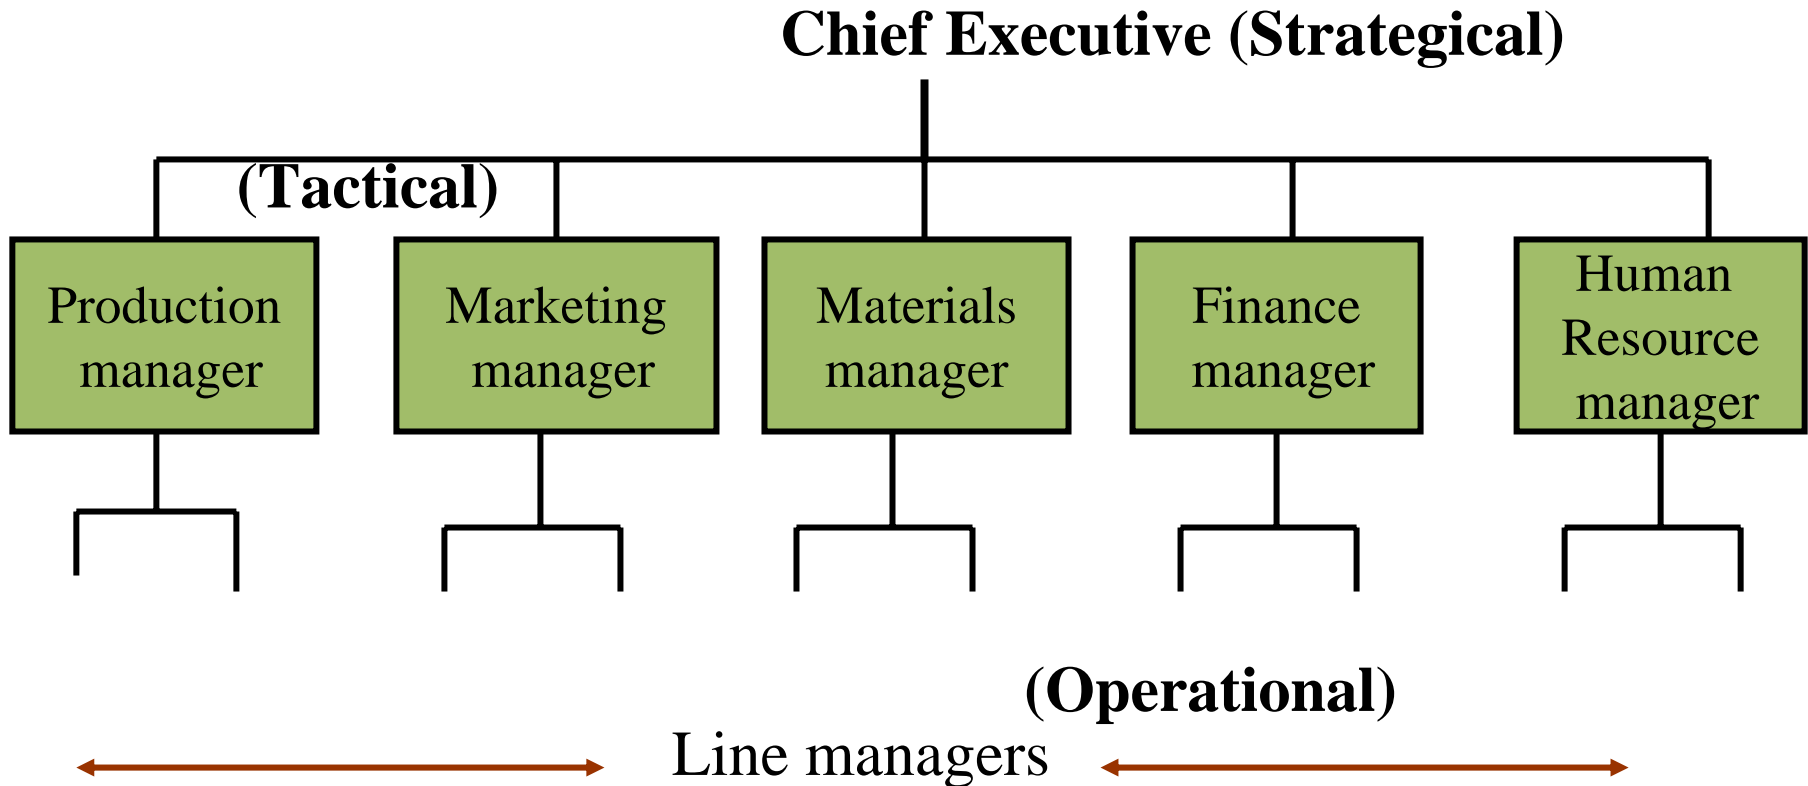 Chief Executive (Strategical)
(Tactical)
Production
manager
Marketing
manager
Materials
manager
Finance
manager
Human
Resource
manager
(Operational)
Line managers